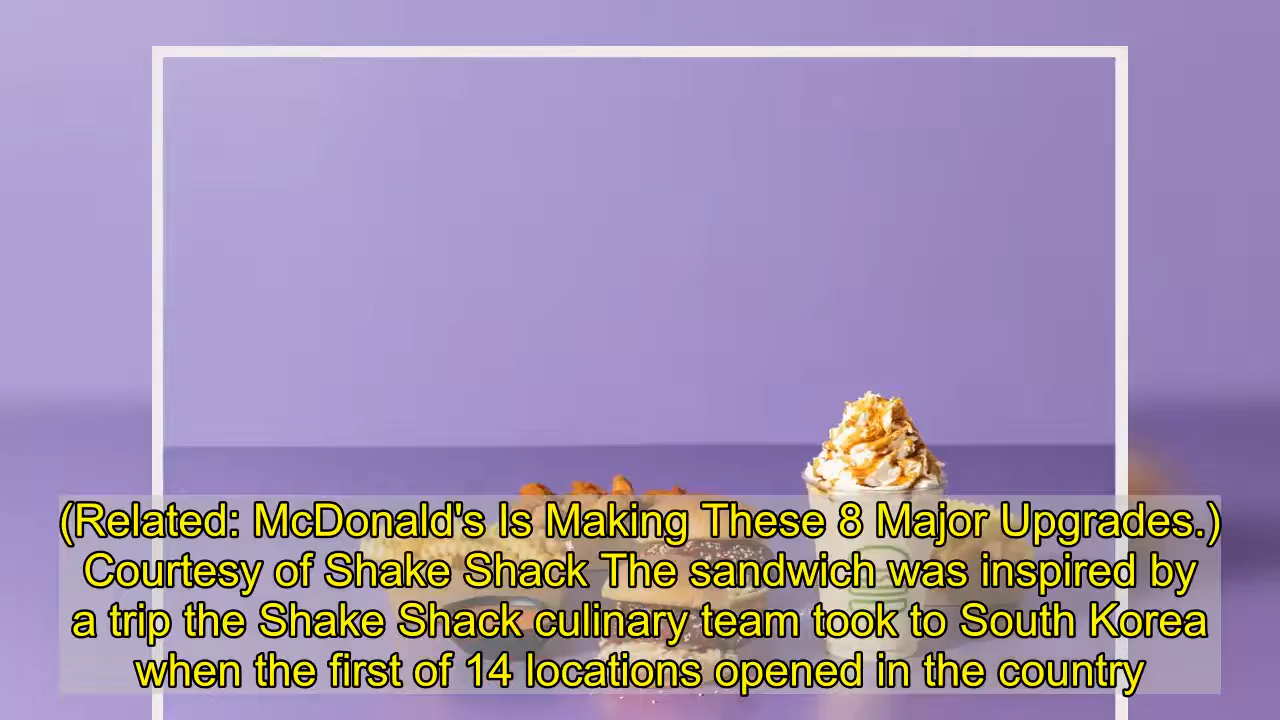 (Related: McDonald's Is Making These 8 Major Upgrades.)
Courtesy of Shake Shack The sandwich was inspired by
a trip the Shake Shack culinary team took to South Korea
when the first of 14 locations opened in the country